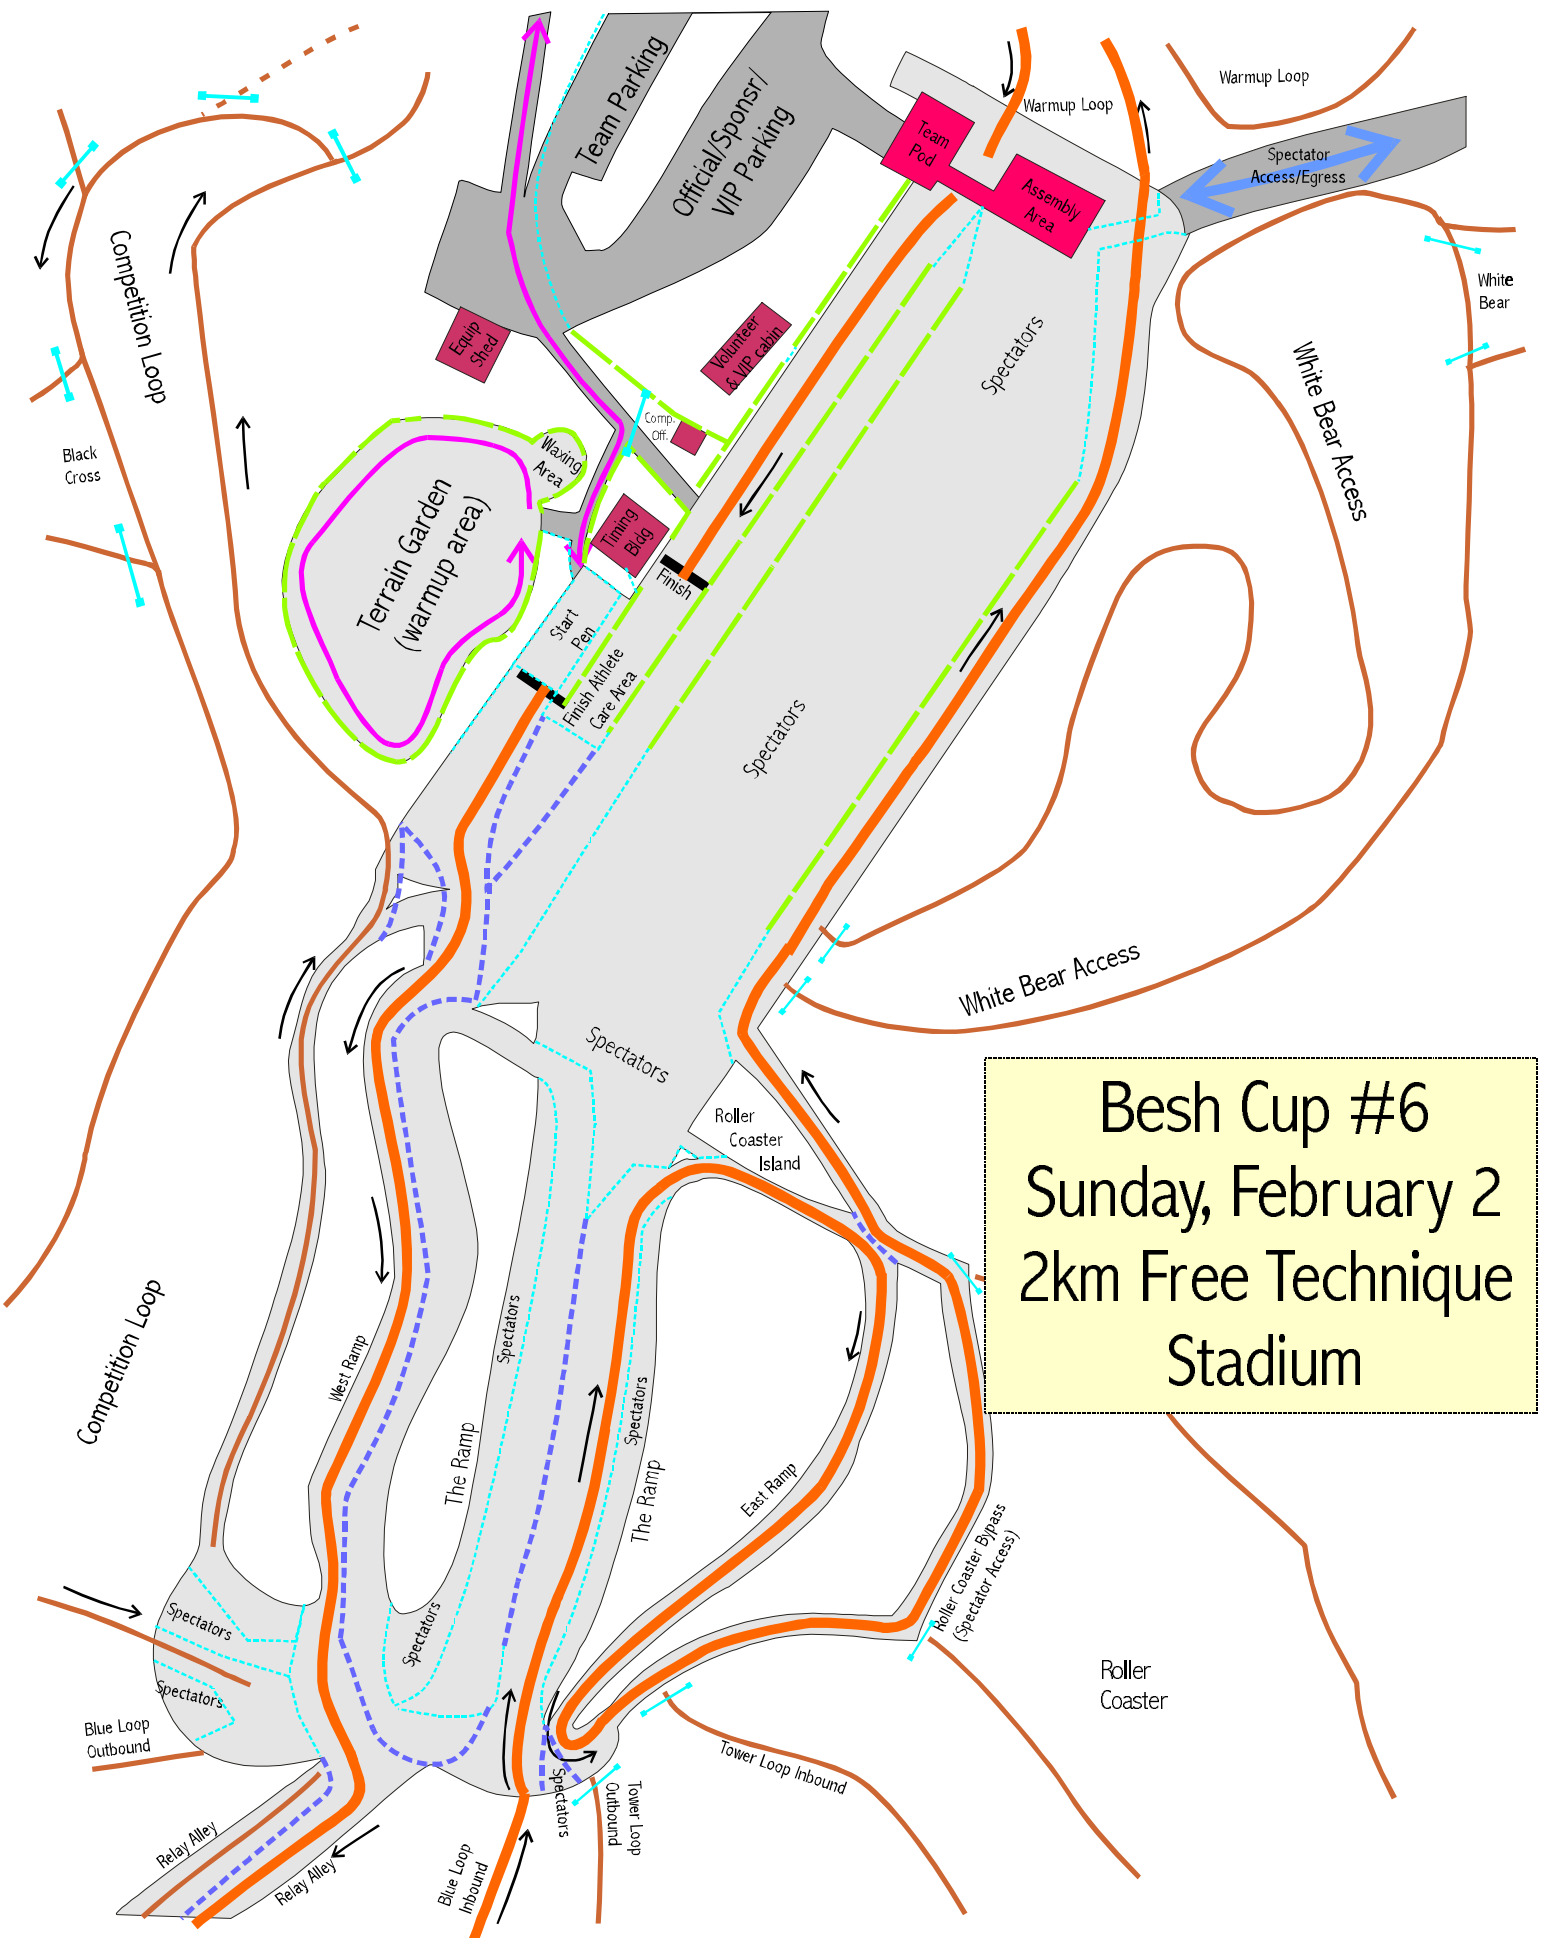 Team Parking
Official/Sponsr/
VIP Parking
Warmup Loop
Warmup Loop
Team
Pod
Assembly
Area
Spectator
Access/Egress
Competition Loop
White
Bear
Equip
Shed
Volunteer
& VIP cabin
Spectators
White Bear Access
Comp.
Off.
Black
Cross
Waxing
Area
Terrain Garden
(warmup area)
Timing
Bldg
Finish
Start
Pen
Finish Athlete
Care Area
Spectators
White Bear Access
Spectators
Roller
Coaster
Island
Besh Cup #6
Sunday, February 2
2km Free Technique
Stadium
Competition Loop
West Ramp
Spectators
Spectators
The Ramp
The Ramp
East Ramp
Roller Coaster Bypass
(Spectator Access)
Spectators
Spectators
Spectators
Roller
Coaster
Blue Loop
Outbound
Tower Loop Inbound
Spectators
Tower Loop
Outbound
Relay Alley
Relay Alley
Blue Loop
Inbound